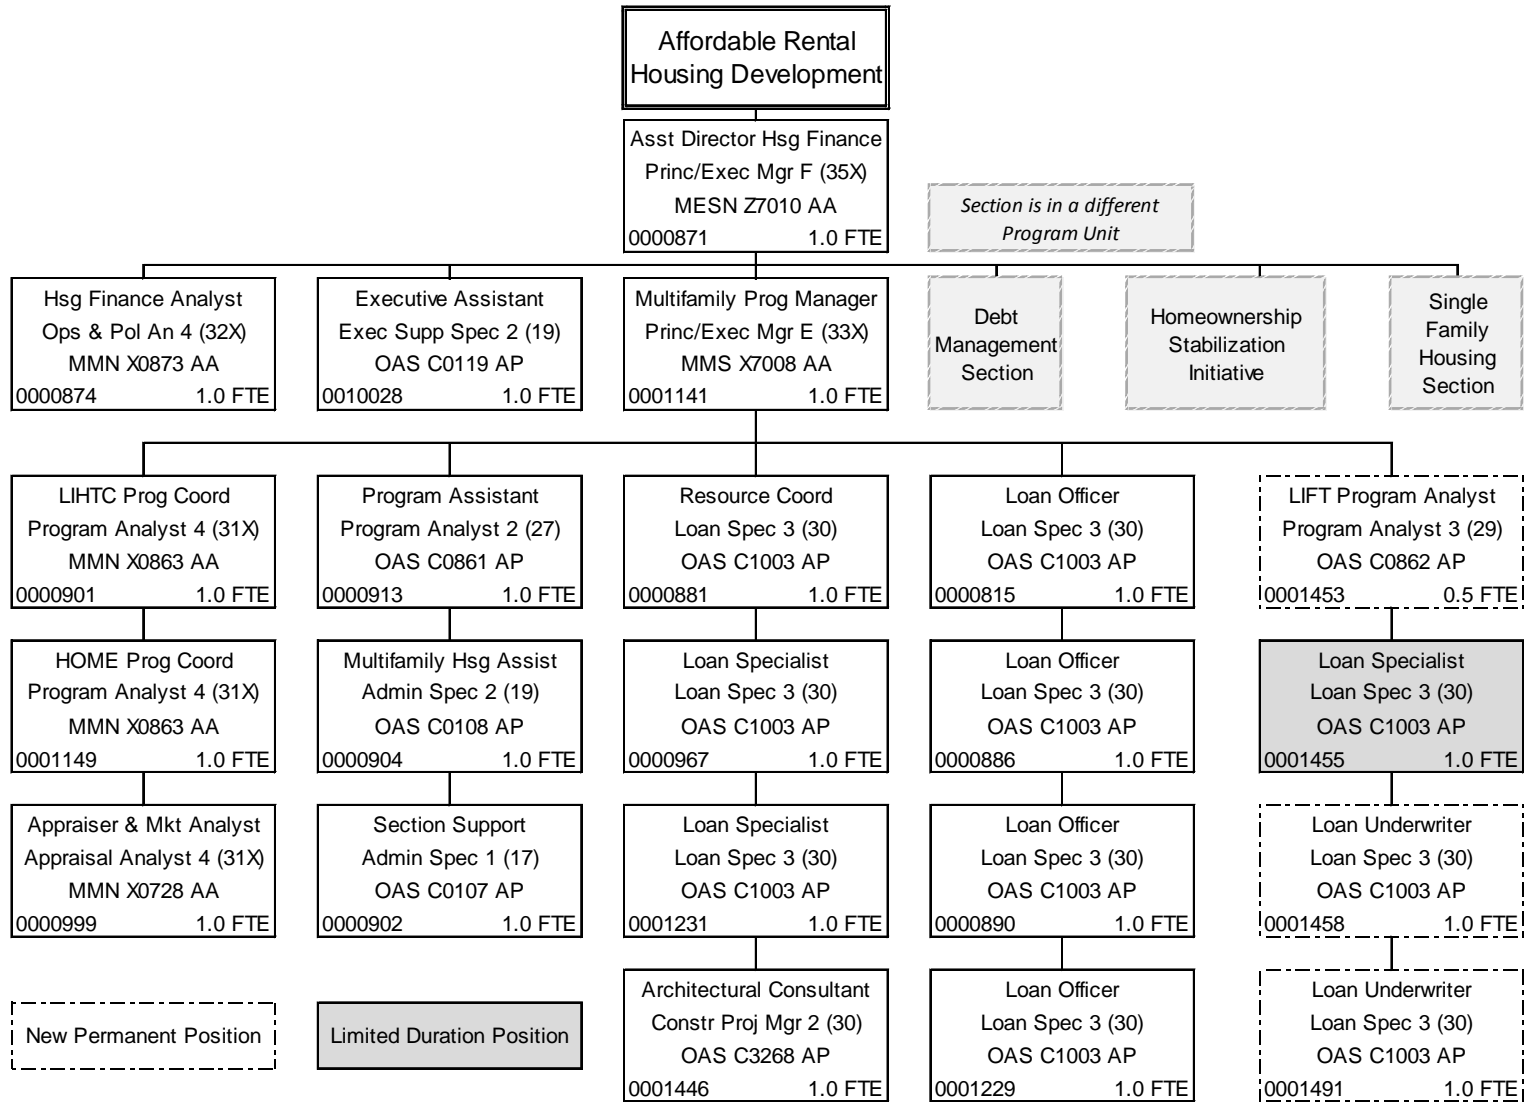 Affordable Rental
Housing Development
Asst Director Hsg Finance
Princ/Exec Mgr F (35X)
MESN Z7010 AA
0000871 1.0 FTE
Section is in a different
Program Unit
Hsg Finance Analyst
Ops & Pol An 4 (32X)
MMN X0873 AA
0000874 1.0 FTE
Executive Assistant
Exec Supp Spec 2 (19)
OAS C0119 AP
0010028 1.0 FTE
Multifamily Prog Manager
Princ/Exec Mgr E (33X)
MMS X7008 AA
0001141 1.0 FTE
Debt
Management
Section
Homeownership
Stabilization
Initiative
Single
Family
Housing
Section
LIHTC Prog Coord
Program Analyst 4 (31X)
MMN X0863 AA
0000901 1.0 FTE
Program Assistant
Program Analyst 2 (27)
OAS C0861 AP
0000913 1.0 FTE
Resource Coord
Loan Spec 3 (30)
OAS C1003 AP
0000881 1.0 FTE
Loan Officer
Loan Spec 3 (30)
OAS C1003 AP
0000815 1.0 FTE
LIFT Program Analyst
Program Analyst 3 (29)
OAS C0862 AP
0001453 0.5 FTE
HOME Prog Coord
Program Analyst 4 (31X)
MMN X0863 AA
0001149 1.0 FTE
Multifamily Hsg Assist
Admin Spec 2 (19)
OAS C0108 AP
0000904 1.0 FTE
Loan Specialist
Loan Spec 3 (30)
OAS C1003 AP
0000967 1.0 FTE
Loan Officer
Loan Spec 3 (30)
OAS C1003 AP
0000886 1.0 FTE
Loan Specialist
Loan Spec 3 (30)
OAS C1003 AP
0001455 1.0 FTE
Appraiser & Mkt Analyst
Appraisal Analyst 4 (31X)
MMN X0728 AA
0000999 1.0 FTE
Section Support
Admin Spec 1 (17)
OAS C0107 AP
0000902 1.0 FTE
Loan Specialist
Loan Spec 3 (30)
OAS C1003 AP
0001231 1.0 FTE
Loan Officer
Loan Spec 3 (30)
OAS C1003 AP
0000890 1.0 FTE
Loan Underwriter
Loan Spec 3 (30)
OAS C1003 AP
0001458 1.0 FTE
New Permanent Position
Limited Duration Position
Architectural Consultant
Constr Proj Mgr 2 (30)
OAS C3268 AP
0001446 1.0 FTE
Loan Officer
Loan Spec 3 (30)
OAS C1003 AP
0001229 1.0 FTE
Loan Underwriter
Loan Spec 3 (30)
OAS C1003 AP
0001491 1.0 FTE